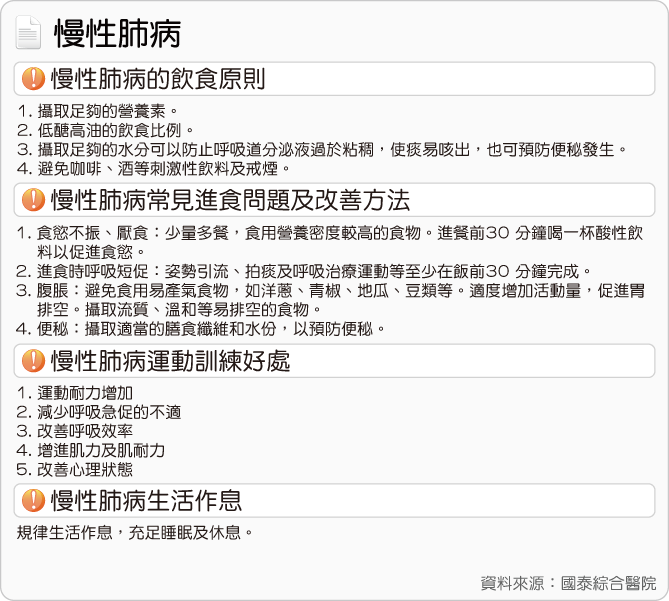 慢性肺病
慢性肺病的飲食原則
1. 攝取足夠的營養素。
2. 低醣高油的飲食比例。
3. 攝取足夠的水分可以防止呼吸道分泌液過於粘稠，使痰易咳出，也可預防便秘發生。
4. 避免咖啡、酒等刺激性飲料及戒煙。
慢性肺病常見進食問題及改善方法
1. 食慾不振、厭食：少量多餐，食用營養密度較高的食物。進餐前30 分鐘喝一杯酸性飲
料以促進食慾。
2. 進食時呼吸短促：姿勢引流、拍痰及呼吸治療運動等至少在飯前30 分鐘完成。
3. 腹脹：避免食用易產氣食物，如洋蔥、青椒、地瓜、豆類等。適度增加活動量，促進胃
排空。攝取流質、溫和等易排空的食物。
4. 便秘：攝取適當的膳食纖維和水份，以預防便秘。
慢性肺病運動訓練好處
1. 運動耐力增加
2. 減少呼吸急促的不適
3. 改善呼吸效率
4. 增進肌力及肌耐力
5. 改善心理狀態
慢性肺病生活作息
規律生活作息，充足睡眠及休息。
資料來源：國泰綜合醫院